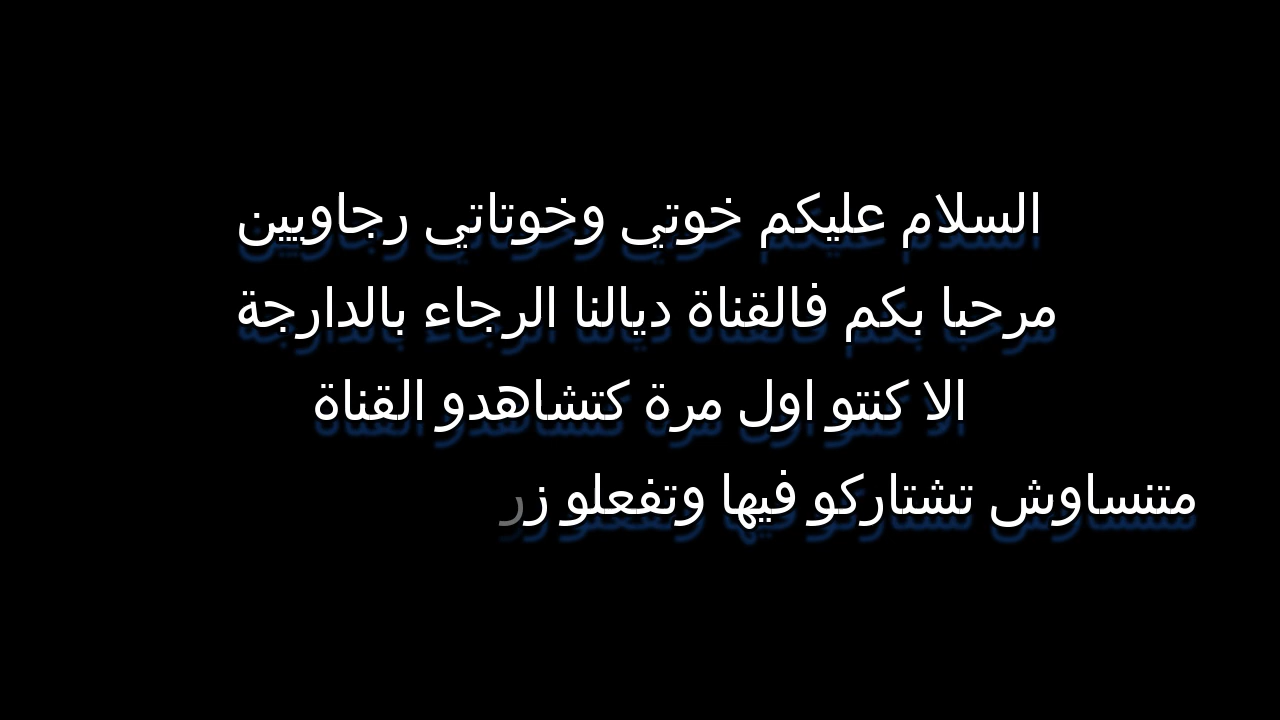 السلام عليكم خوتي وخوتاتي رجاويين
مرحبا بكم فالقناة ديالنا الرجاء بالدارجة
الا كنتو اول مرة كتشاهدو القناة
متنساوش تشتاركو فيها وتفعلو زر